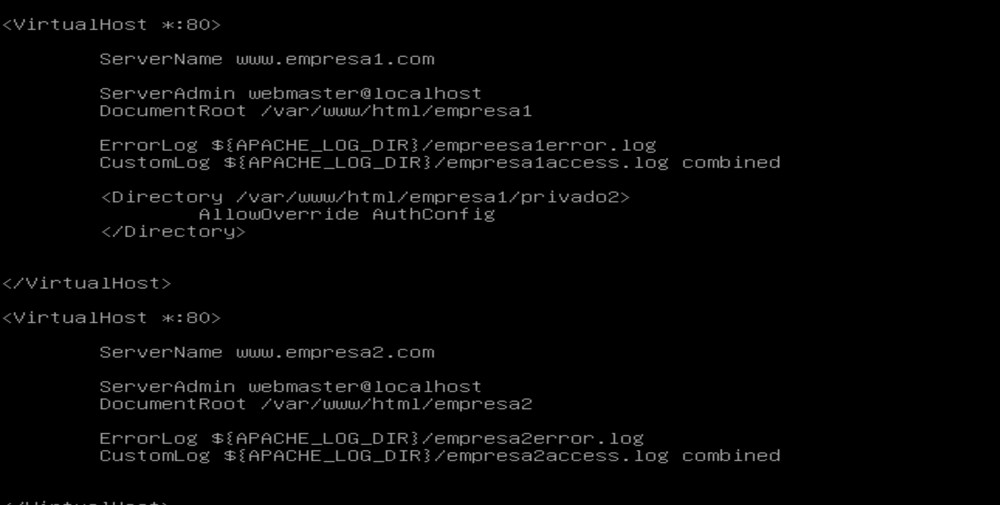 <VirtualHost *:80>
ServerName www.empresa1.com
ServerAdmin webmaster@localhost
DocumentRoot /var/www/html/empresa1
ErrorLog ${APACHE_LOG_DIR}/empreesa1error.log
CustomLog ${APACHE_LOG_DIR}/empresa1access.log combined
<Directory /var/www/html/empresa1/privado2>
AllowOverride AuthConfig
</Directory>
</VirtualHost>
<VirtualHost *:80>
ServerName www.empresa2.com
ServerAdmin webmaster@localhost
DocumentRoot /var/www/html/empresa2
ErrorLog ${APACHE_LOG_DIR}/empresa2error.log
CustomLog ${APACHE_LOG_DIR}/empresa2access.log combined
</VirtualHost>